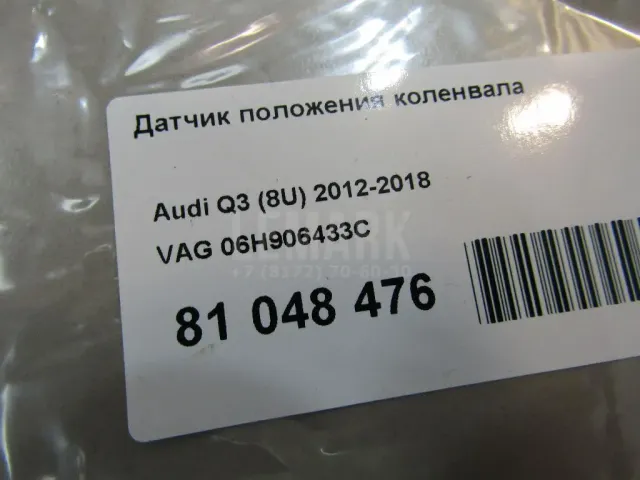 Датчик положения коленвала
Audi Q3 (8U) 2012-2018
VAG 06H906433C
81 048 476